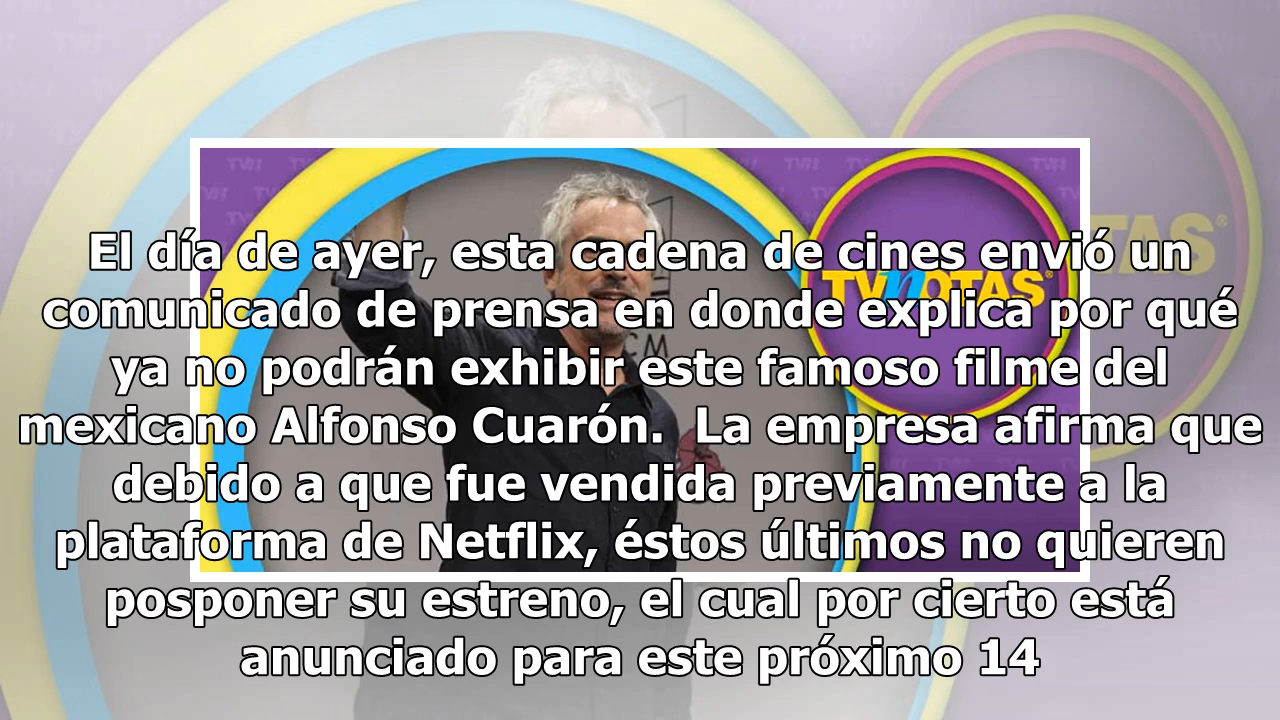 El día de ayer, esta cadena de cines envió un
comunicado de prensa en donde explica por qué
ya no podrán exhibir este famoso filme del
mexicano Alfonso Cuarón.  La empresa afirma que
debido a que fue vendida previamente a la
plataforma de Netflix, éstos últimos no quieren
posponer su estreno, el cual por cierto está
anunciado para este próximo 14
TVNOTAS
TAS
CM